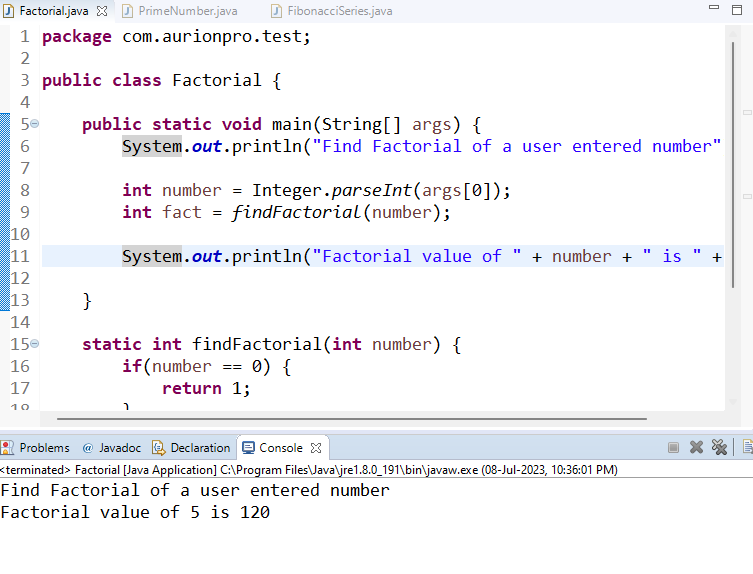 Factorial.java PrimeNumber.java FibonacciSeries.java
1 package com.aurionpro.test;
2
3 public class Factorial {
4
5 public static void main(String[] args) {
6 System.out.println("Find Factorial of a user entered number"
7
8 int number = Integer.parseInt(args[0]);
9 int fact = findFactorial(number);
10
11 System.out.println("Factorial value of " + number + " is " +
12
13 }
14
15 static int findFactorial(int number) {
16 if(number == 0) {
17 return 1;
18 }
Problems @ Javadoc Declaration Console
<terminated> Factorial [Java Application] C:\Program Files\Java\jre1.8.0_191\bin\javaw.exe (08-Jul-2023, 10:36:01 PM)
Find Factorial of a user entered number
Factorial value of 5 is 120